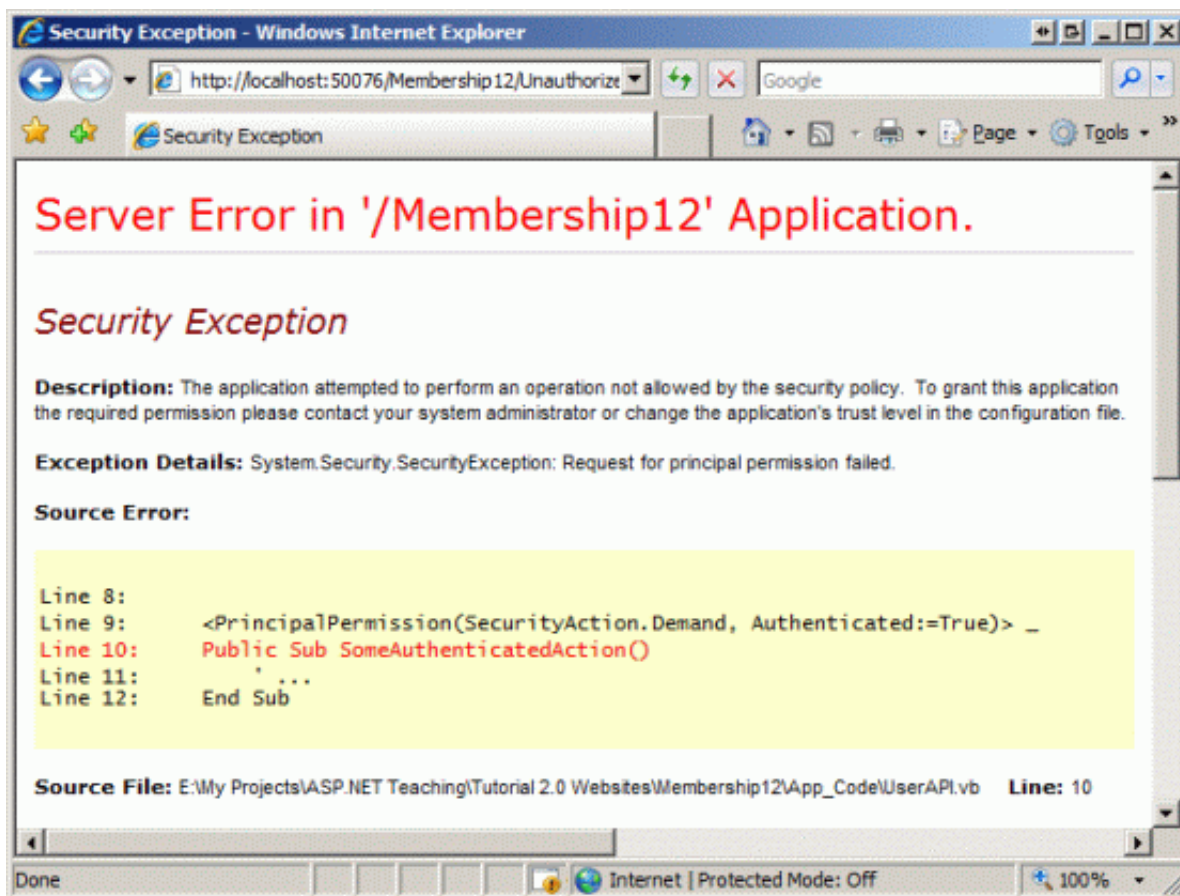 Security Exception - Windows Internet Explorer
http://localhost:50076/Membership12/Unauthorize
Google
Security Exception
Page
Tools
Server Error in '/Membership12' Application.
Security Exception
Description: The application attempted to perform an operation not allowed by the security policy.  To grant this application
the required permission please contact your system administrator or change the application's trust level in the configuration file.
Exception Details: System.Security.SecurityException: Request for principal permission failed.
Source Error:
Line 8:
Line 9:      <PrincipalPermission(SecurityAction.Demand, Authenticated:=True)> _
Line 10:     Public Sub SomeAuthenticatedAction()
Line 11:         ' ...
Line 12:     End Sub
Source File: E:\My Projects\ASP.NET Teaching\Tutorial 2.0 Websites\Membership12\App_Code\UserAPI.vb    Line: 10
Done
Internet | Protected Mode: Off
100%